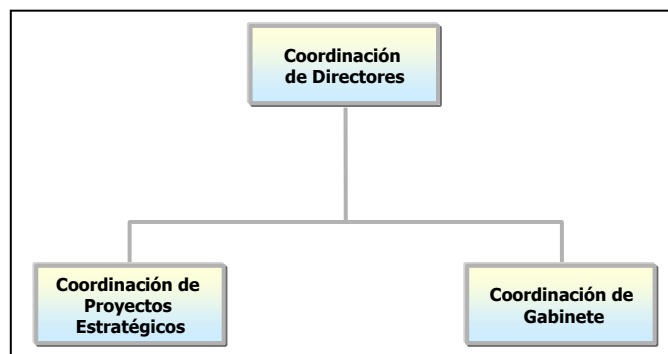 Coordinación
de Directores
Coordinación de
Proyectos
Estratégicos
Coordinación de
Gabinete